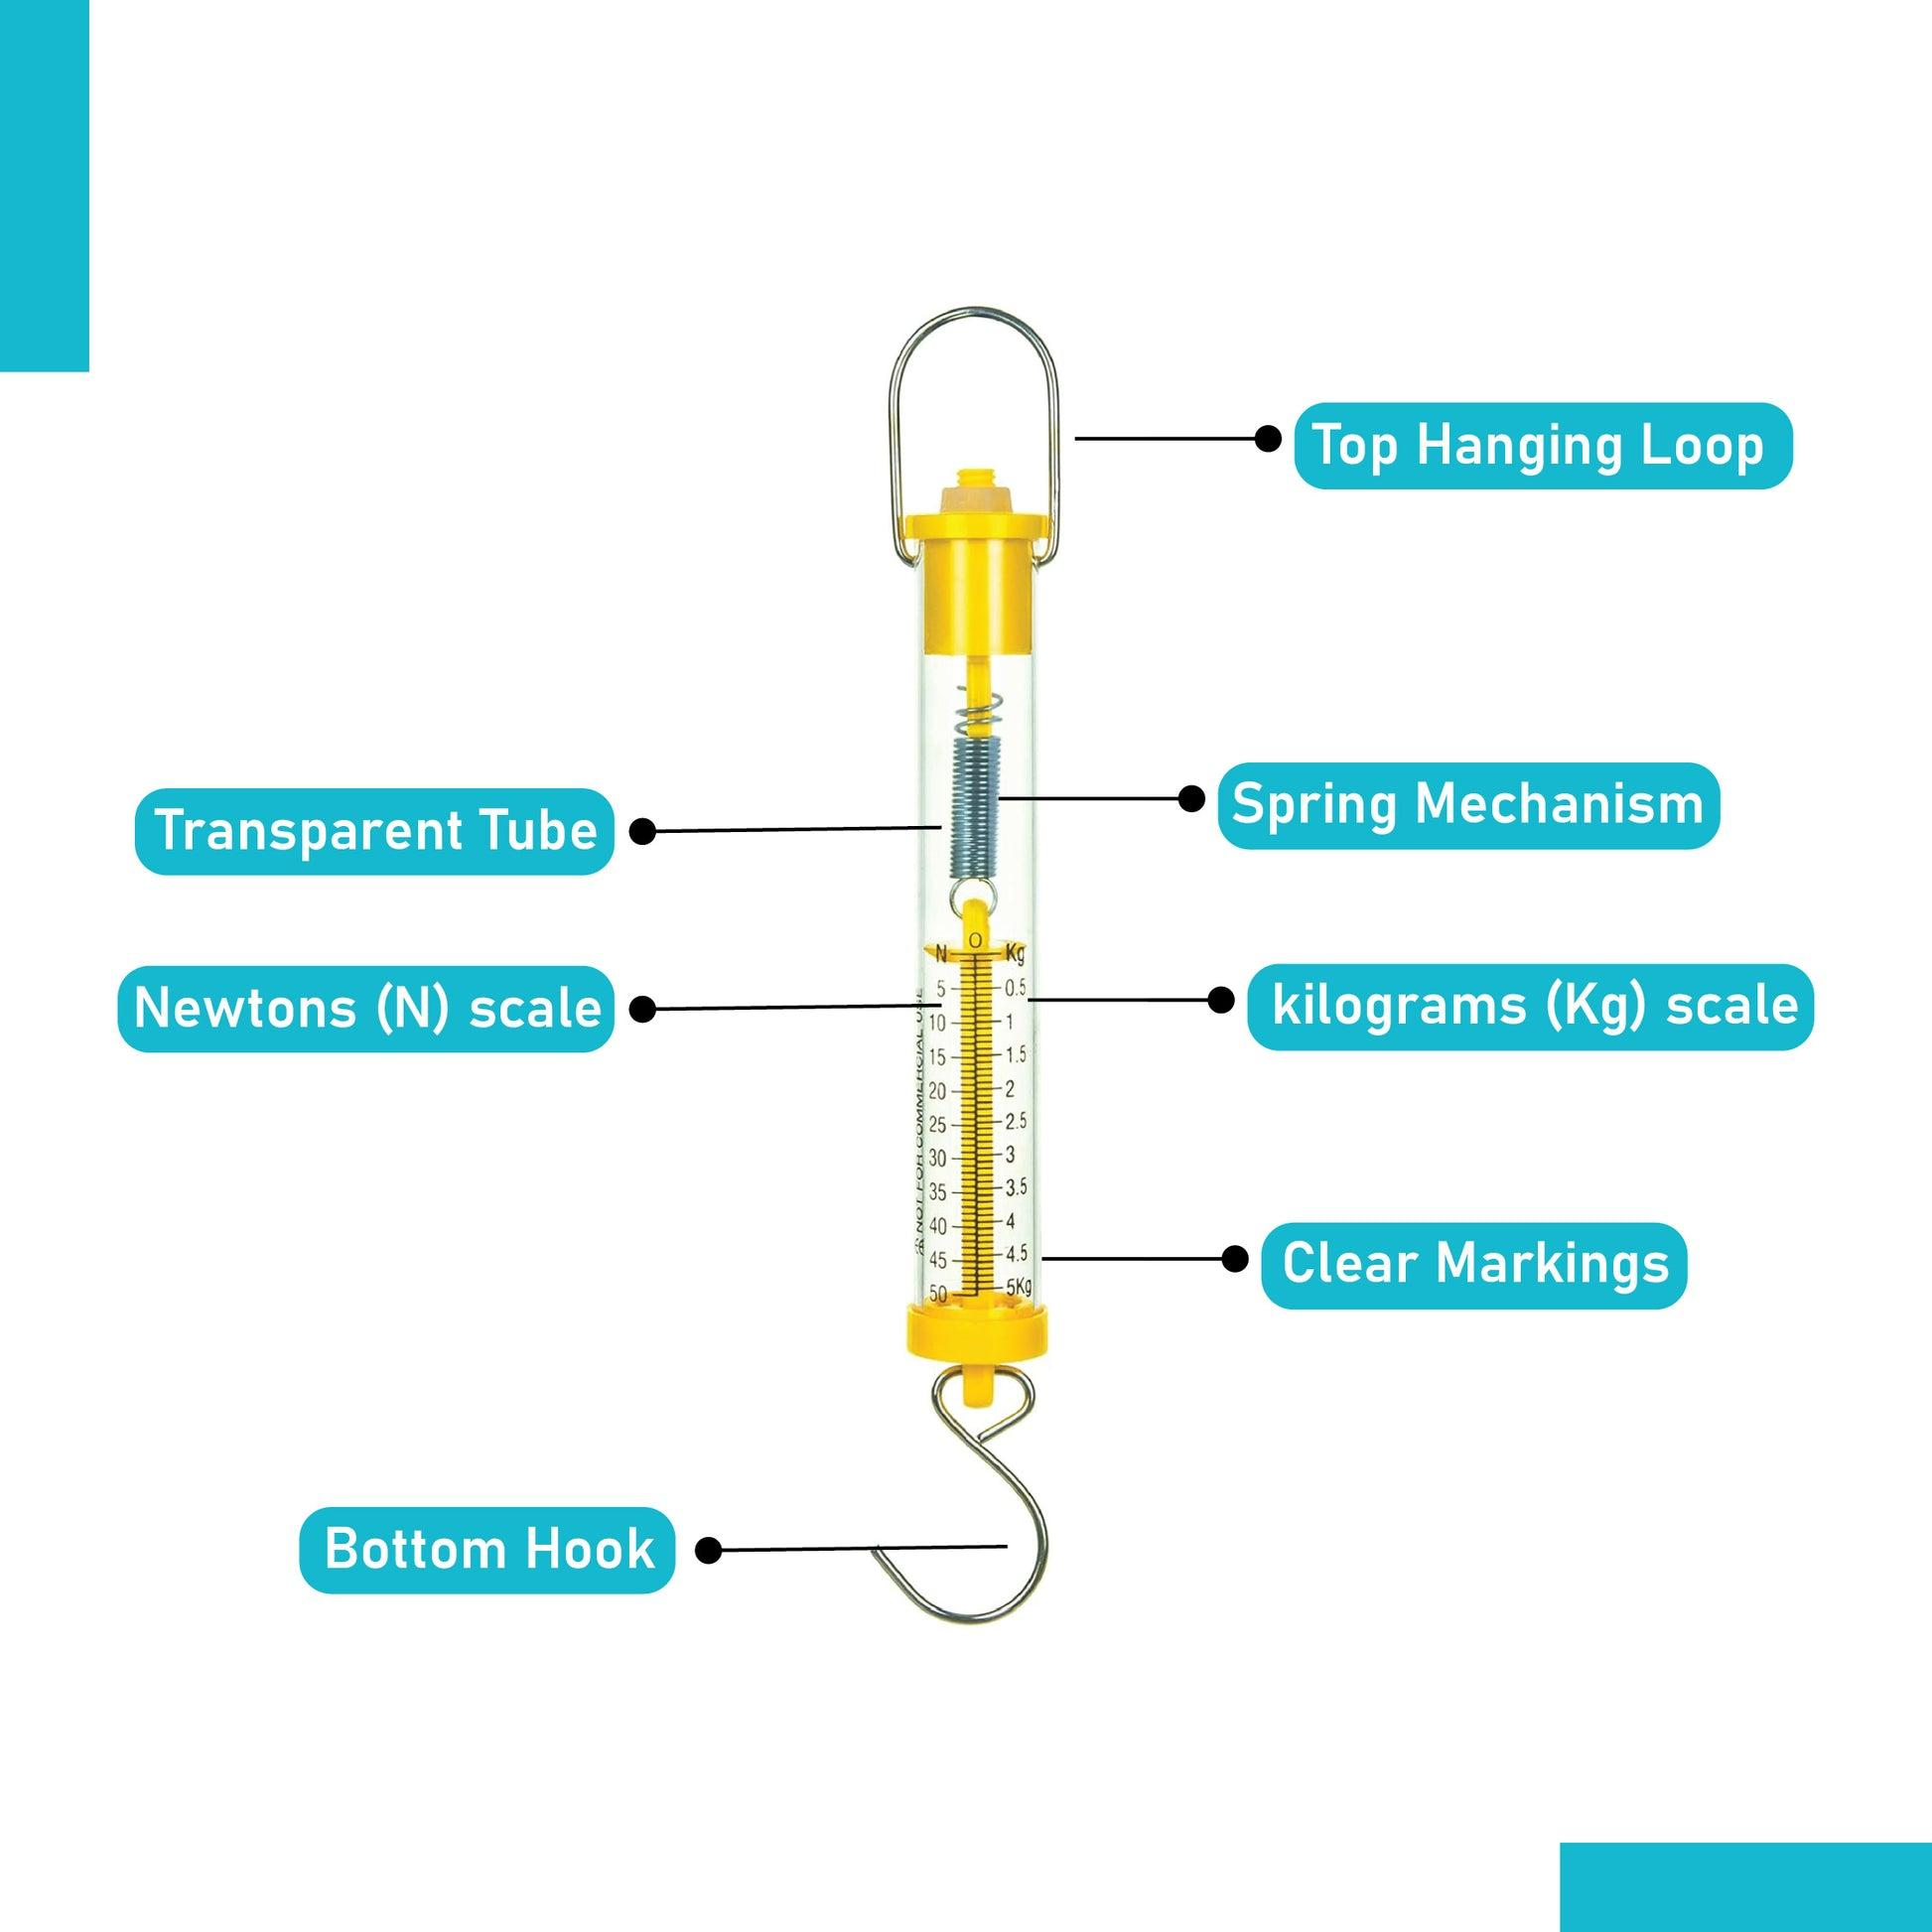 Top Hanging Loop
Spring Mechanism
Transparent Tube
O
N Kg
Newtons (N) scale
kilograms (Kg) scale
5 0.5
10 1
15 1.5
20 2
25 2.5
30 3
35 3.5
40 4
45 4.5
50 5Kg
NOT FOR COMMERCIAL USE
Clear Markings
Bottom Hook